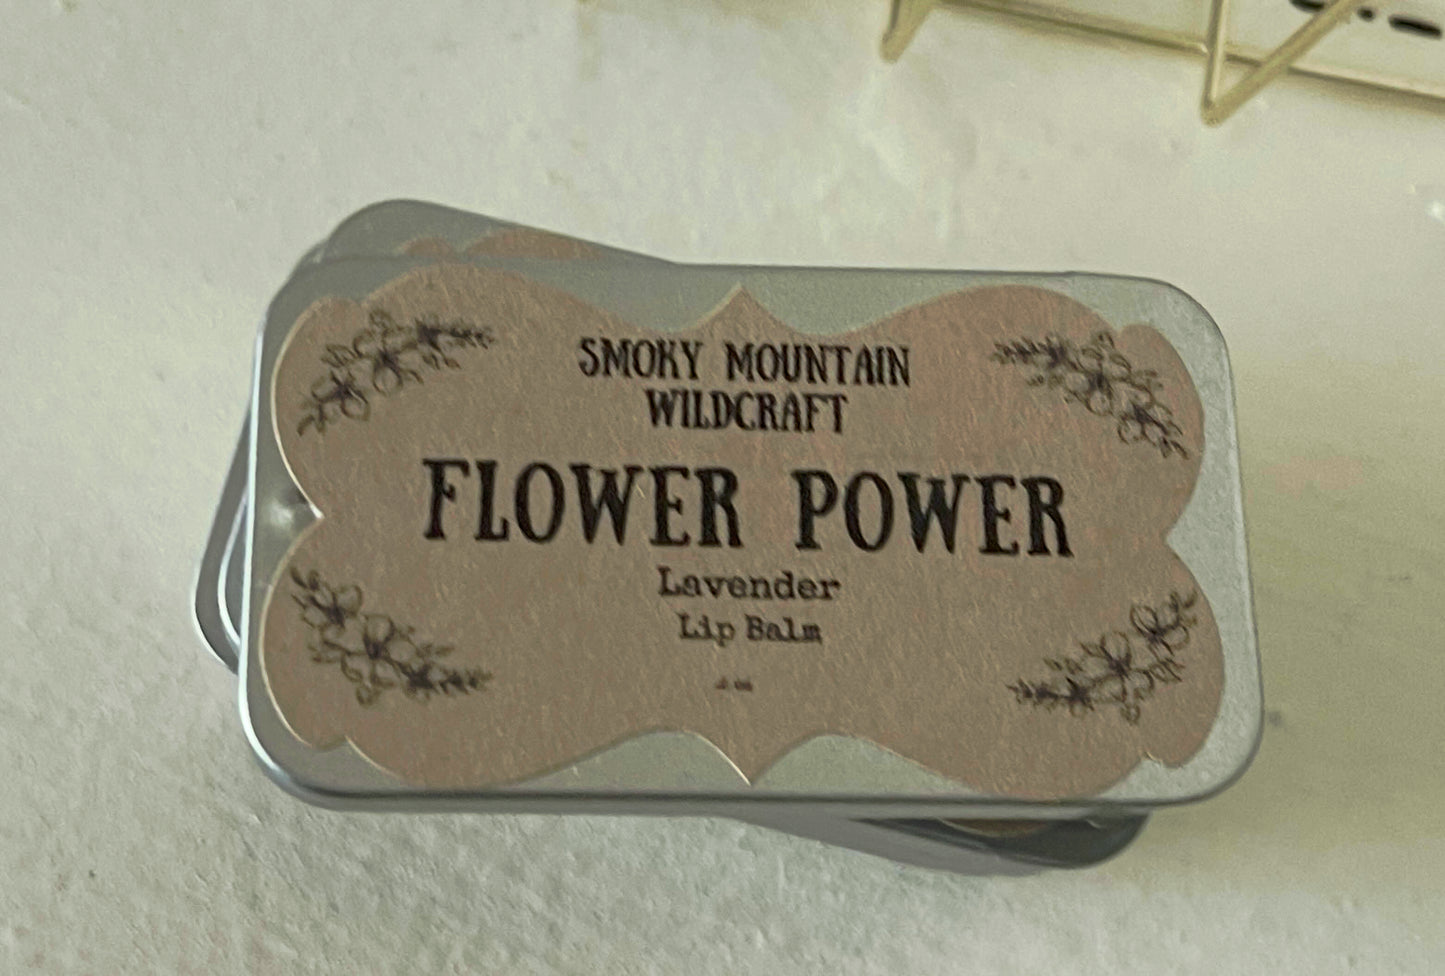 SMOKY MOUNTAIN
WILDCRAFT
FLOWER POWER
Lavender
Lip Balm